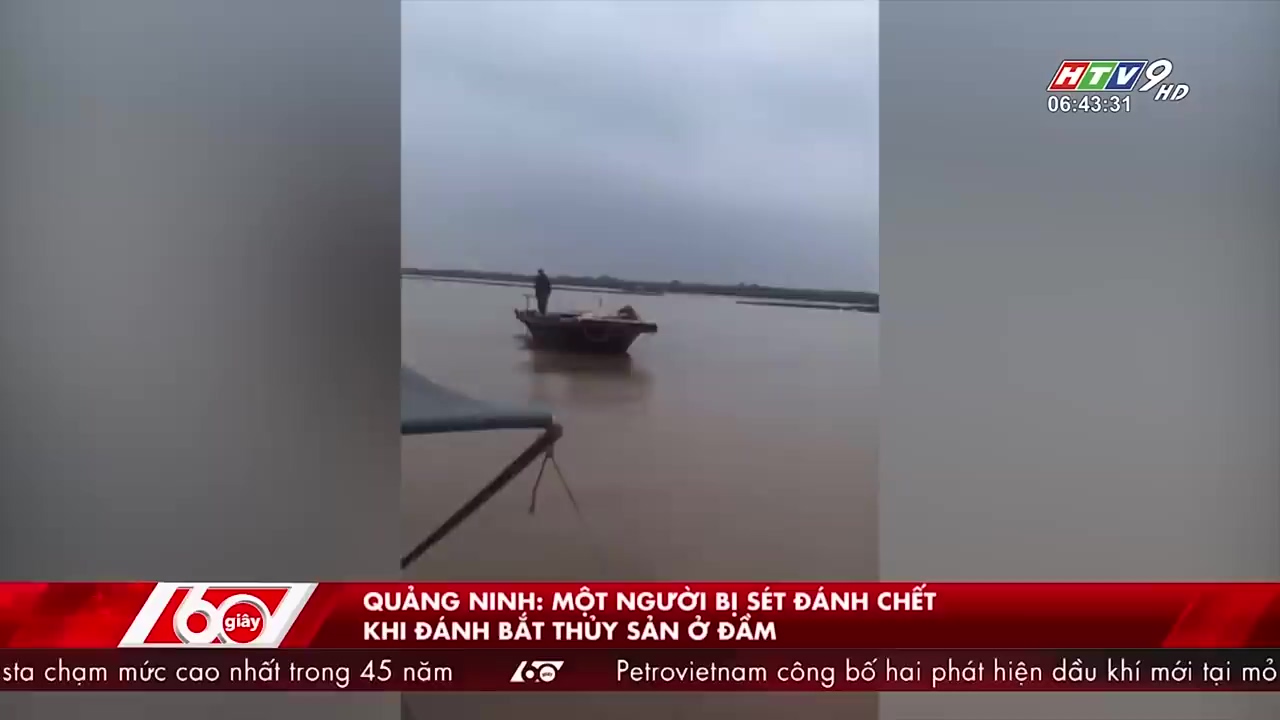 HTV9 HD
06:43:31
60 giây
QUẢNG NINH: MỘT NGƯỜI BỊ SÉT ĐÁNH CHẾT
KHI ĐÁNH BẮT THỦY SẢN Ở ĐẦM
sta chạm mức cao nhất trong 45 năm 60 giây Petrovietnam công bố hai phát hiện dầu khí mới tại mỏ